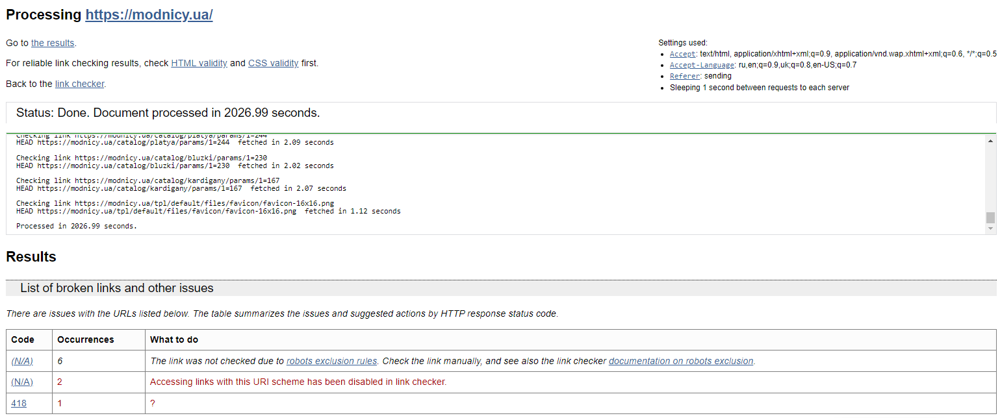 Processing https://modnicy.ua/
Go to the results.
For reliable link checking results, check HTML validity and CSS validity first.
Back to the link checker.
Settings used:
Accept: text/html, application/xhtml+xml;q=0.9, application/vnd.wap.xhtml+xml;q=0.6, */*;q=0.5
Accept-Language: ru,en;q=0.9,uk;q=0.8,en-US;q=0.7
Referer: sending
Sleeping 1 second between requests to each server
Status: Done. Document processed in 2026.99 seconds.
Checking link https://modnicy.ua/catalog/platya/params/1=244
HEAD https://modnicy.ua/catalog/platya/params/1=244 fetched in 2.09 seconds
Checking link https://modnicy.ua/catalog/bluzki/params/1=230
HEAD https://modnicy.ua/catalog/bluzki/params/1=230 fetched in 2.02 seconds
Checking link https://modnicy.ua/catalog/kardigany/params/1=167
HEAD https://modnicy.ua/catalog/kardigany/params/1=167 fetched in 2.07 seconds
Checking link https://modnicy.ua/tpl/default/files/favicon/favicon-16x16.png
HEAD https://modnicy.ua/tpl/default/files/favicon/favicon-16x16.png fetched in 1.12 seconds
Processed in 2026.99 seconds.
Results
List of broken links and other issues
There are issues with the URLs listed below. The table summarizes the issues and suggested actions by HTTP response status code.
Code Occurrences What to do
(N/A) 6 The link was not checked due to robots exclusion rules. Check the link manually, and see also the link checker documentation on robots exclusion.
(N/A) 2 Accessing links with this URI scheme has been disabled in link checker.
418 1 ?